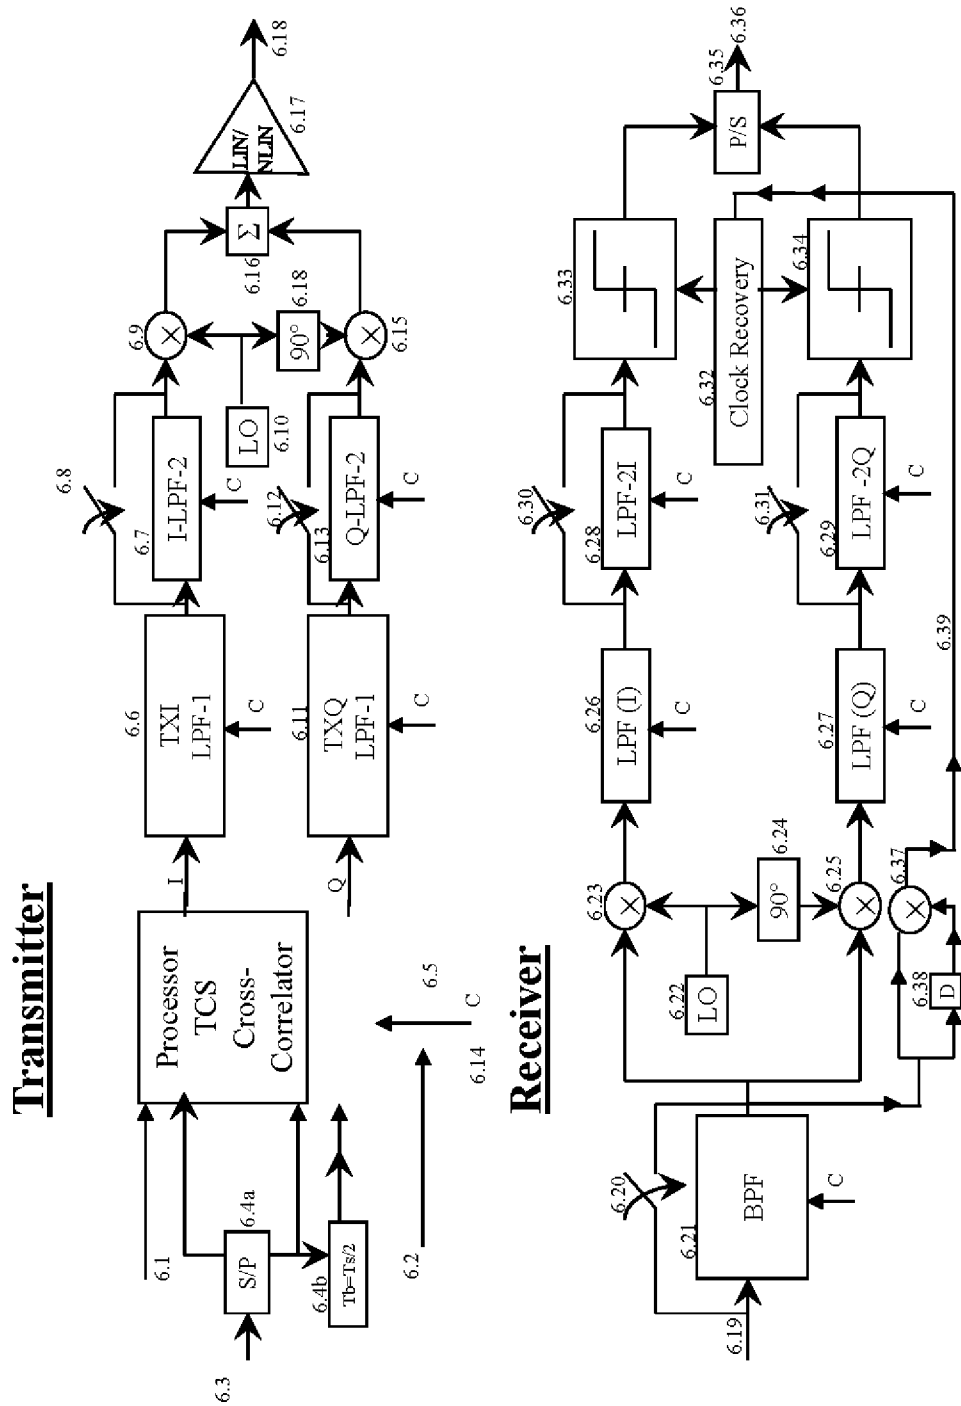 Transmitter
6.1
6.3
S/P
6.4a
6.4b
Tb=Ts/2
6.2
Processor
TCS
Cross-
Correlator
6.5
C
6.14
I
Q
6.6
TXI
LPF-1
C
6.11
TXQ
LPF-1
C
6.8
6.7
I-LPF-2
C
6.12
6.13
Q-LPF-2
C
LO
6.10
6.9
90°
6.18
6.15
Σ
6.16
LIN/
NLIN
6.17
6.18
Receiver
6.19
6.20
6.21
BPF
C
6.22
LO
6.23
90°
6.24
6.25
6.37
6.38
D
6.39
6.26
LPF (I)
C
6.27
LPF (Q)
C
6.30
6.28
LPF-2I
C
6.31
6.29
LPF -2Q
C
6.32
Clock Recovery
6.33
6.34
P/S
6.35
6.36